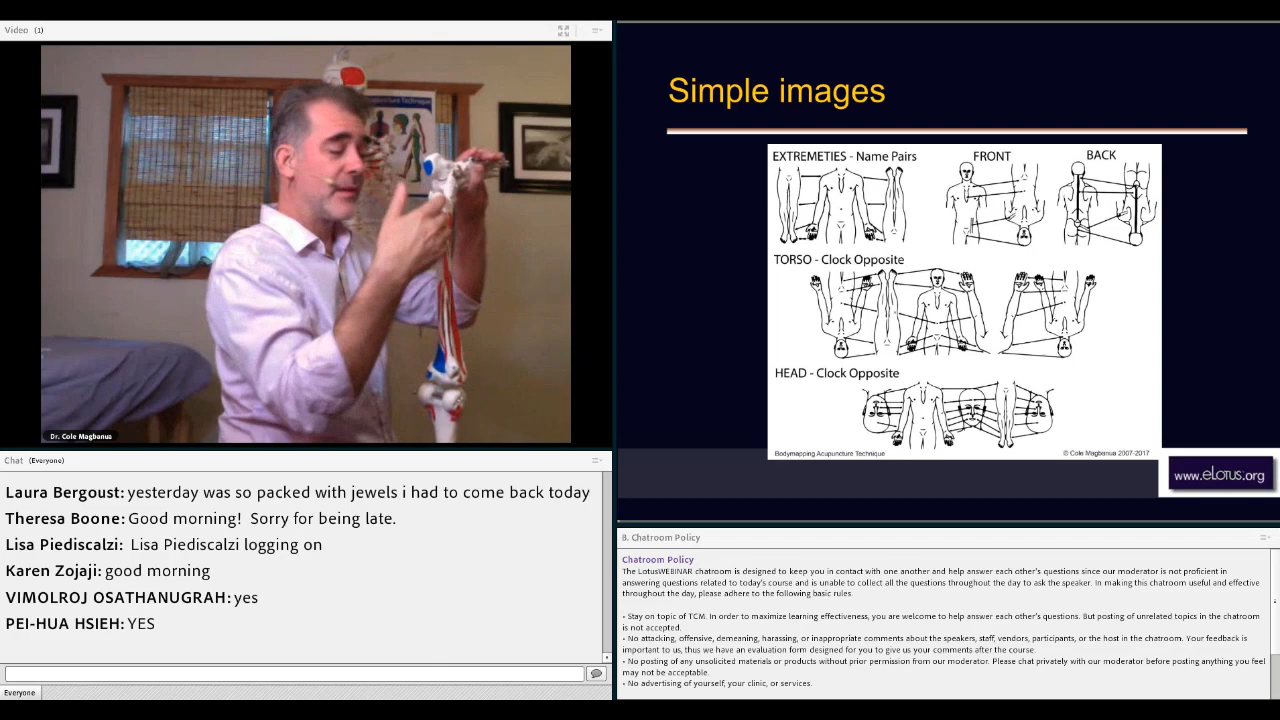 Video (1)
Acupuncture Technique
Dr. Cole Magbanua
Chat (Everyone)
Laura Bergoust: yesterday was so packed with jewels i had to come back today
Theresa Boone: Good morning!  Sorry for being late.
Lisa Piediscalzi:  Lisa Piediscalzi logging on
Karen Zojaji: good morning
VIMOLROJ OSATHANUGRAH: yes
PEI-HUA HSIEH: YES
Everyone
Simple images
EXTREMETIES - Name Pairs
FRONT
BACK
TORSO - Clock Opposite
HEAD - Clock Opposite
Bodymapping Acupuncture Technique
© Cole Magbanua 2007-2017
www.eLotus.org
B. Chatroom Policy
Chatroom Policy
The LotusWEBINAR chatroom is designed to keep you in contact with one another and help answer each other's questions since our moderator is not proficient in
answering questions related to today's course and is unable to collect all the questions throughout the day to ask the speaker. In making this chatroom useful and effective
throughout the day, please adhere to the following basic rules.
• Stay on topic of TCM. In order to maximize learning effectiveness, you are welcome to help answer each other's questions. But posting of unrelated topics in the chatroom
is not accepted.
• No attacking, offensive, demeaning, harassing, or inappropriate comments about the speakers, staff, vendors, participants, or the host in the chatroom. Your feedback is
important to us, thus we have an evaluation form designed for you to give us your comments after the course.
• No posting of any unsolicited materials or products without prior permission from our moderator. Please chat privately with our moderator before posting anything you feel
may not be acceptable.
• No advertising of yourself, your clinic, or services.